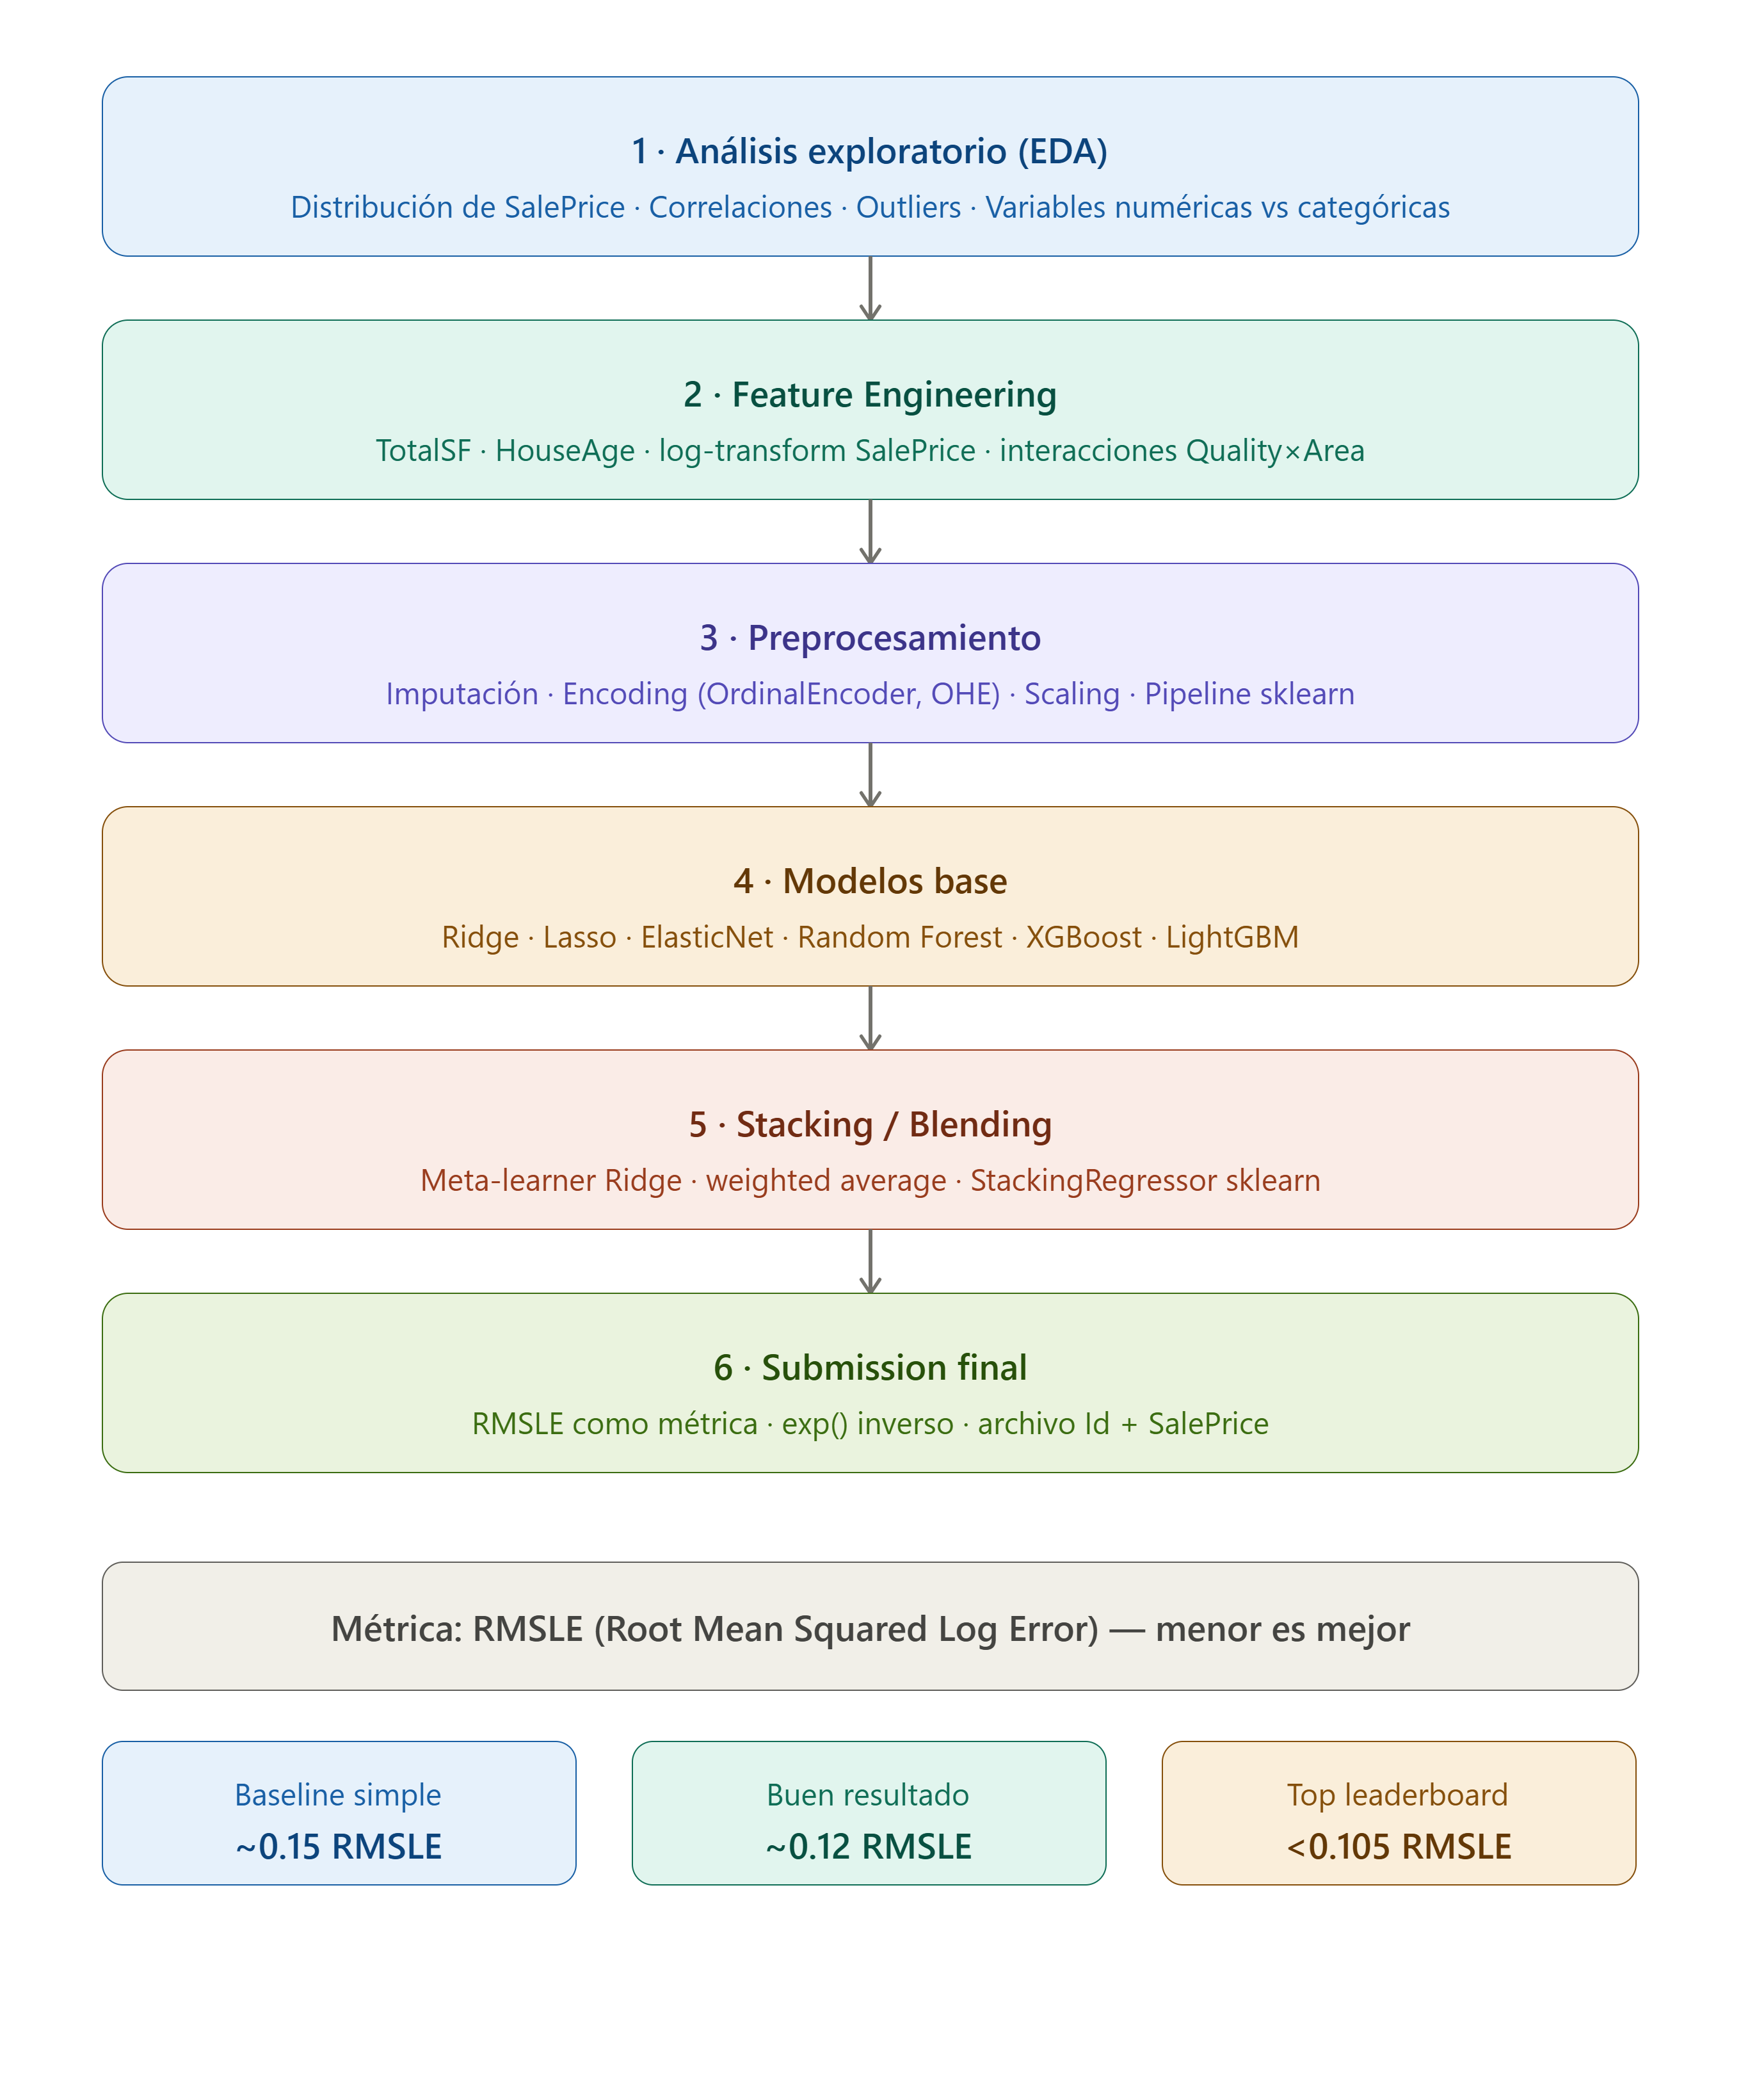 1 · Análisis exploratorio (EDA)
Distribución de SalePrice · Correlaciones · Outliers · Variables numéricas vs categóricas
2 · Feature Engineering
TotalSF · HouseAge · log-transform SalePrice · interacciones Quality×Area
3 · Preprocesamiento
Imputación · Encoding (OrdinalEncoder, OHE) · Scaling · Pipeline sklearn
4 · Modelos base
Ridge · Lasso · ElasticNet · Random Forest · XGBoost · LightGBM
5 · Stacking / Blending
Meta-learner Ridge · weighted average · StackingRegressor sklearn
6 · Submission final
RMSLE como métrica · exp() inverso · archivo Id + SalePrice
Métrica: RMSLE (Root Mean Squared Log Error) — menor es mejor
Baseline simple
~0.15 RMSLE
Buen resultado
~0.12 RMSLE
Top leaderboard
<0.105 RMSLE